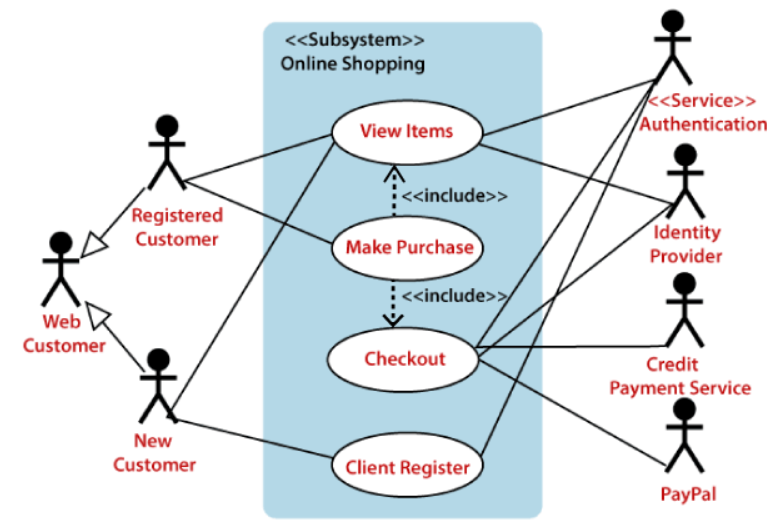 <<Subsystem>>
Online Shopping
View Items
<<include>>
Make Purchase
<<include>>
Checkout
Client Register
Registered
Customer
Web
Customer
New
Customer
<<Service>>
Authentication
Identity
Provider
Credit
Payment Service
PayPal